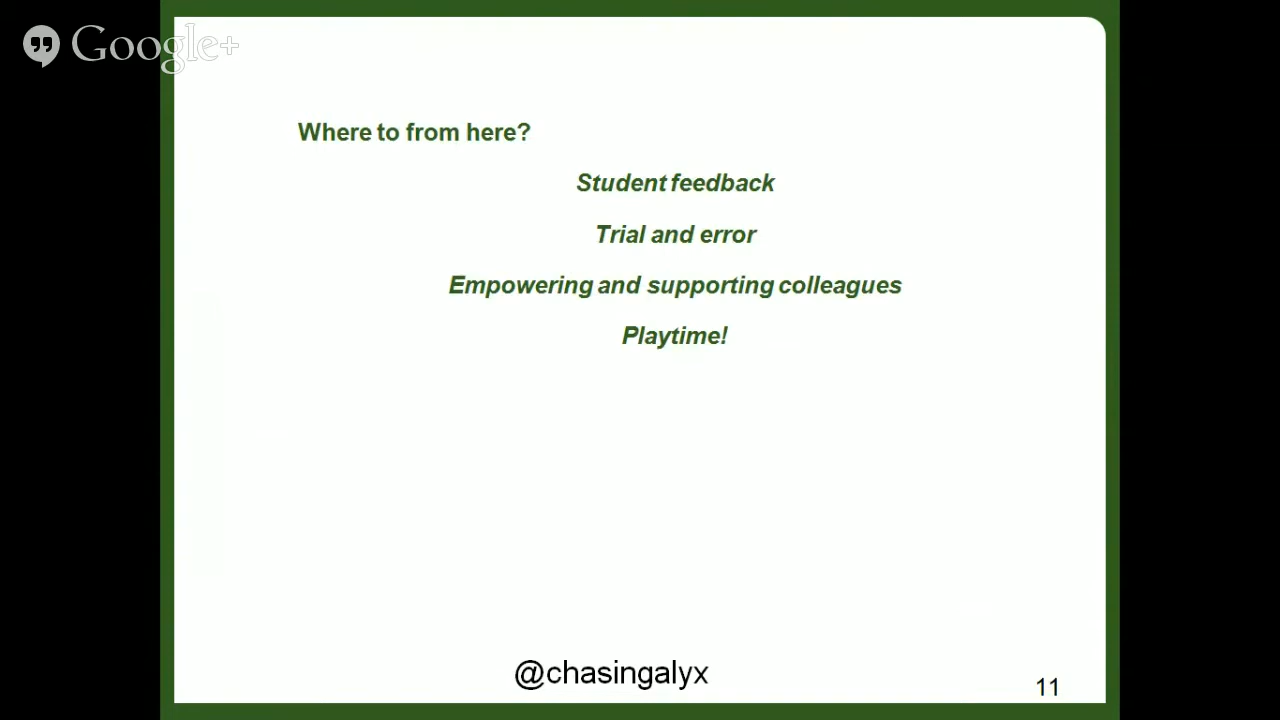 Google+
Where to from here?
Student feedback
Trial and error
Empowering and supporting colleagues
Playtime!
@chasingalyx
11